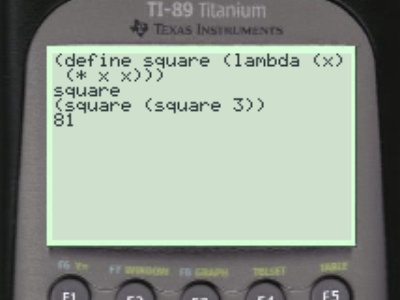 TI-89 Titanium
TEXAS INSTRUMENTS
(define square (lambda (x)
(* x x)))
square
(square (square 3))
81
F6 Y= F7 WINDOW F8 GRAPH TBLSET TABLE
F1 F2 F3 F4 F5